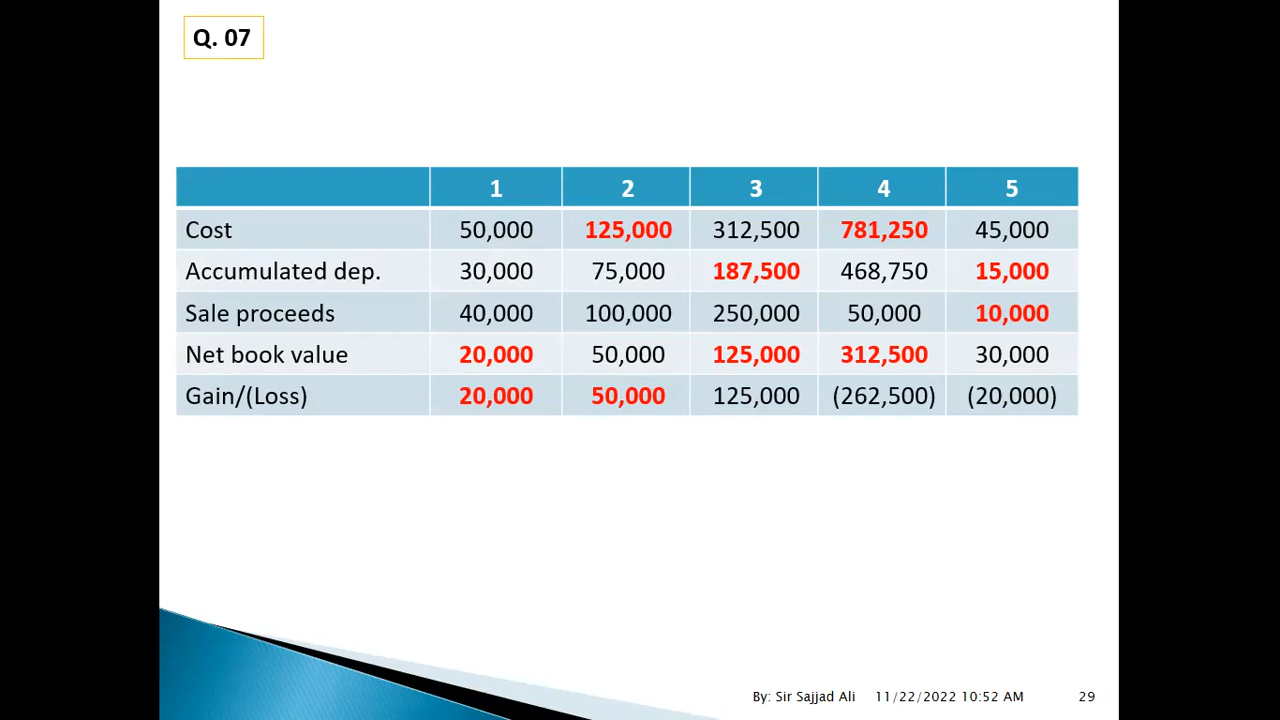 Q. 07
1 2 3 4 5
Cost 50,000 125,000 312,500 781,250 45,000
Accumulated dep. 30,000 75,000 187,500 468,750 15,000
Sale proceeds 40,000 100,000 250,000 50,000 10,000
Net book value 20,000 50,000 125,000 312,500 30,000
Gain/(Loss) 20,000 50,000 125,000 (262,500) (20,000)
By: Sir Sajjad Ali 11/22/2022 10:52 AM 29